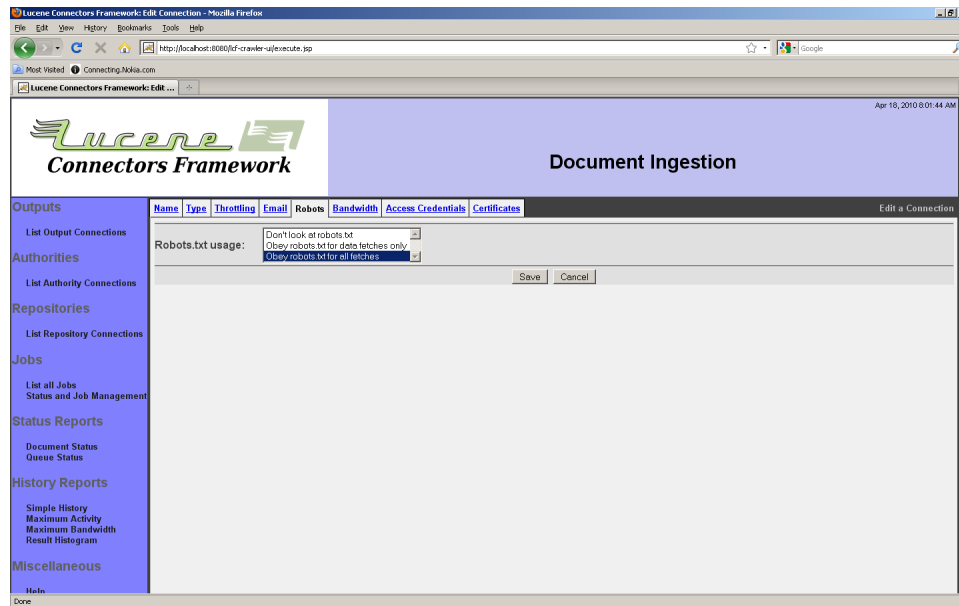 Lucene Connectors Framework: Edit Connection - Mozilla Firefox
File Edit View History Bookmarks Tools Help
http://localhost:8080/lcf-crawler-ui/execute.jsp
Google
Most Visited Connecting.Nokia.com
Lucene Connectors Framework: Edit ...
Apr 18, 2010 8:01:44 AM
Lucene
Connectors Framework
Document Ingestion
Outputs
Name Type Throttling Email Robots Bandwidth Access Credentials Certificates
Edit a Connection
List Output Connections
Authorities
List Authority Connections
Repositories
List Repository Connections
Jobs
List all Jobs
Status and Job Management
Status Reports
Document Status
Queue Status
History Reports
Simple History
Maximum Activity
Maximum Bandwidth
Result Histogram
Miscellaneous
Help
Robots.txt usage:
Don't look at robots.txt
Obey robots.txt for data fetches only
Obey robots.txt for all fetches
Save Cancel
Done